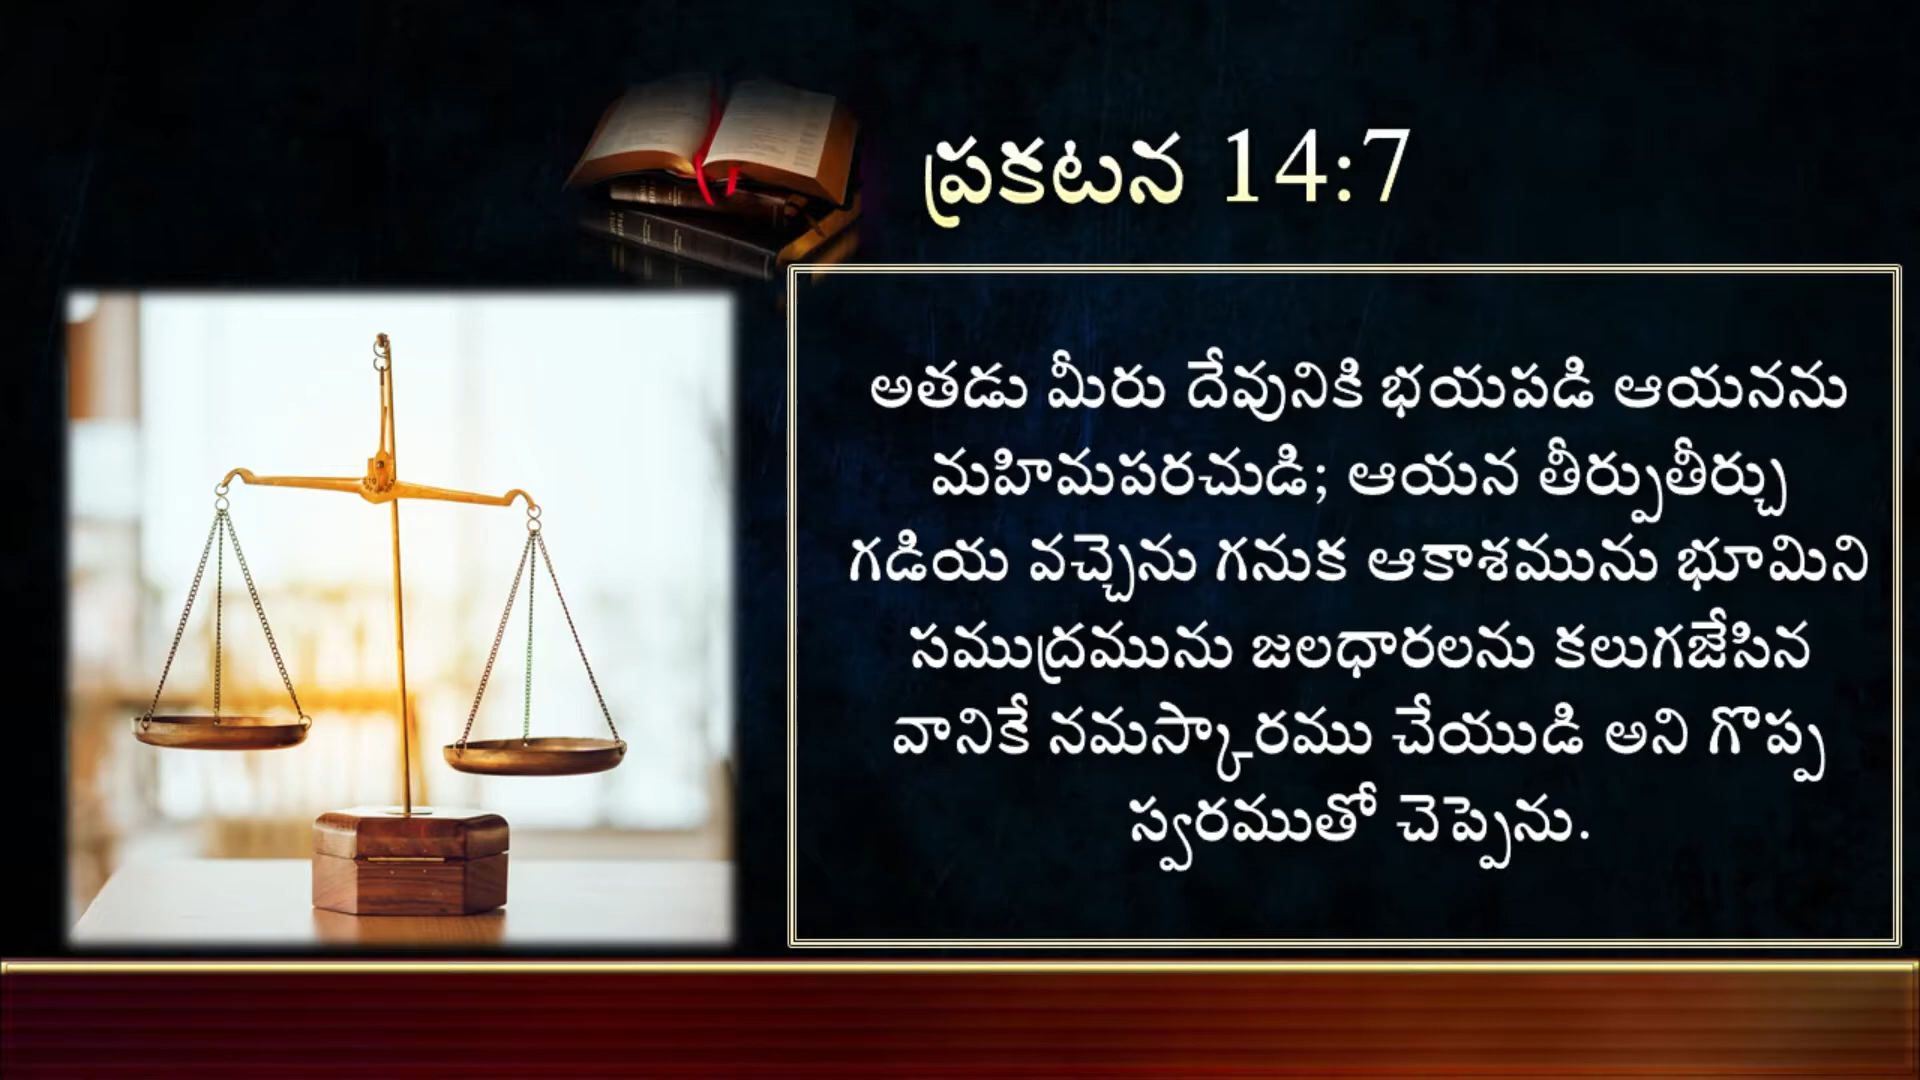 ప్రకటన 14:7
అతడు మీరు దేవునికి భయపడి ఆయనను
మహిమపరచుడి; ఆయన తీర్పుతీర్చు
గడియ వచ్చెను గనుక ఆకాశమును భూమిని
సముద్రమును జలధారలను కలుగజేసిన
వానికే నమస్కారము చేయుడి అని గొప్ప
స్వరముతో చెప్పెను.